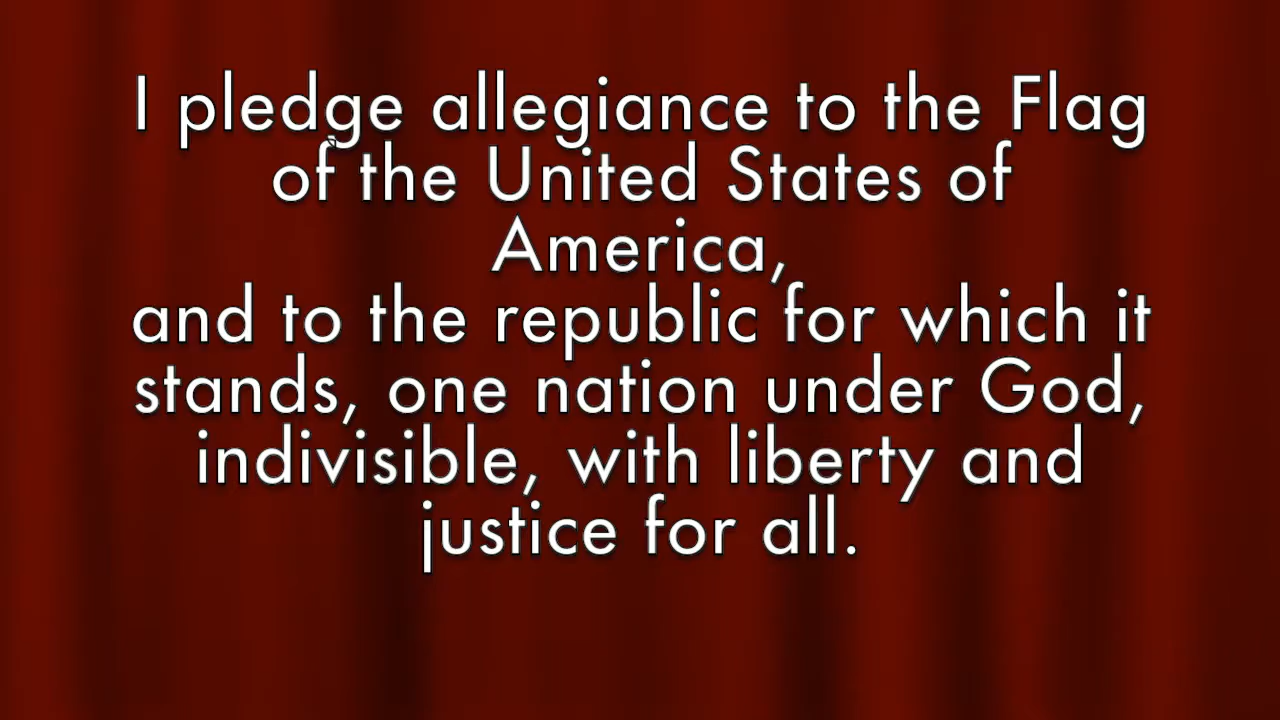 I pledge allegiance to the Flag
of the United States of
America,
and to the republic for which it
stands, one nation under God,
indivisible, with liberty and
justice for all.